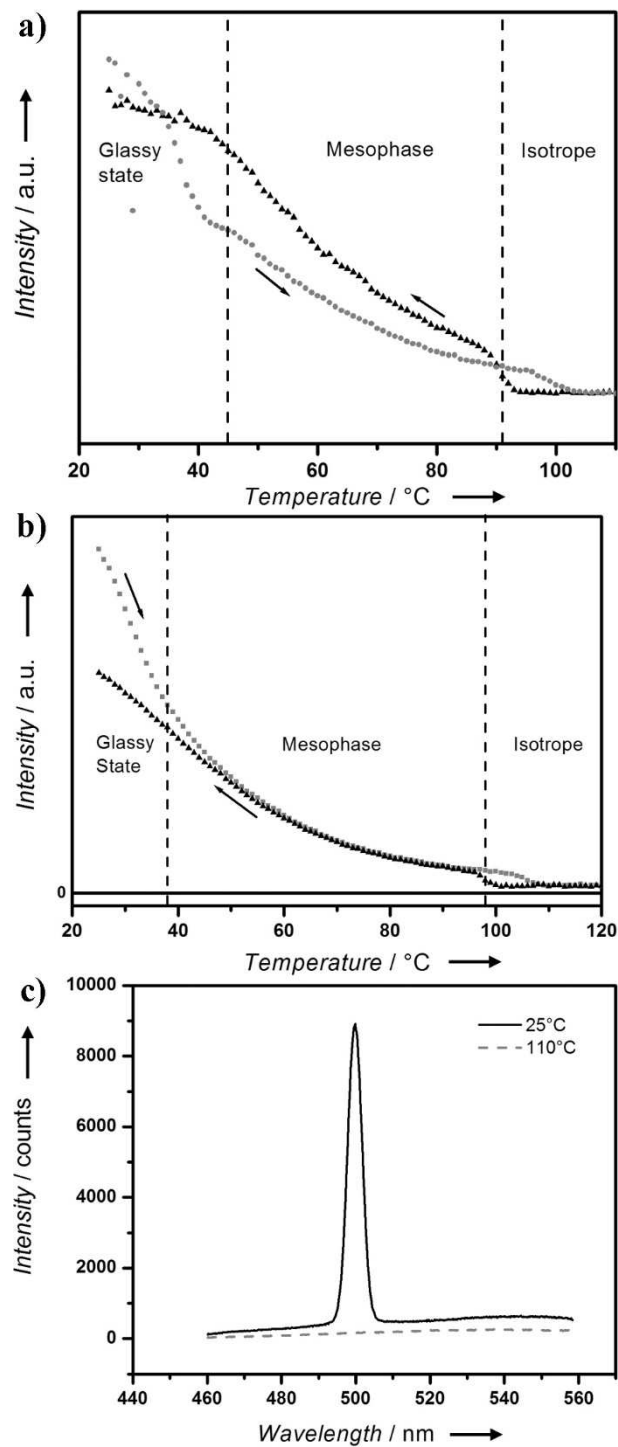 a)
Intensity / a.u.
Glassy
state
Mesophase
Isotrope
20 40 60 80 100
Temperature / °C
b)
Intensity / a.u.
Glassy
State
Mesophase
Isotrope
0
20 40 60 80 100 120
Temperature / °C
c)
Intensity / counts
10000
8000
6000
4000
2000
0
25°C
110°C
440 460 480 500 520 540 560
Wavelength / nm